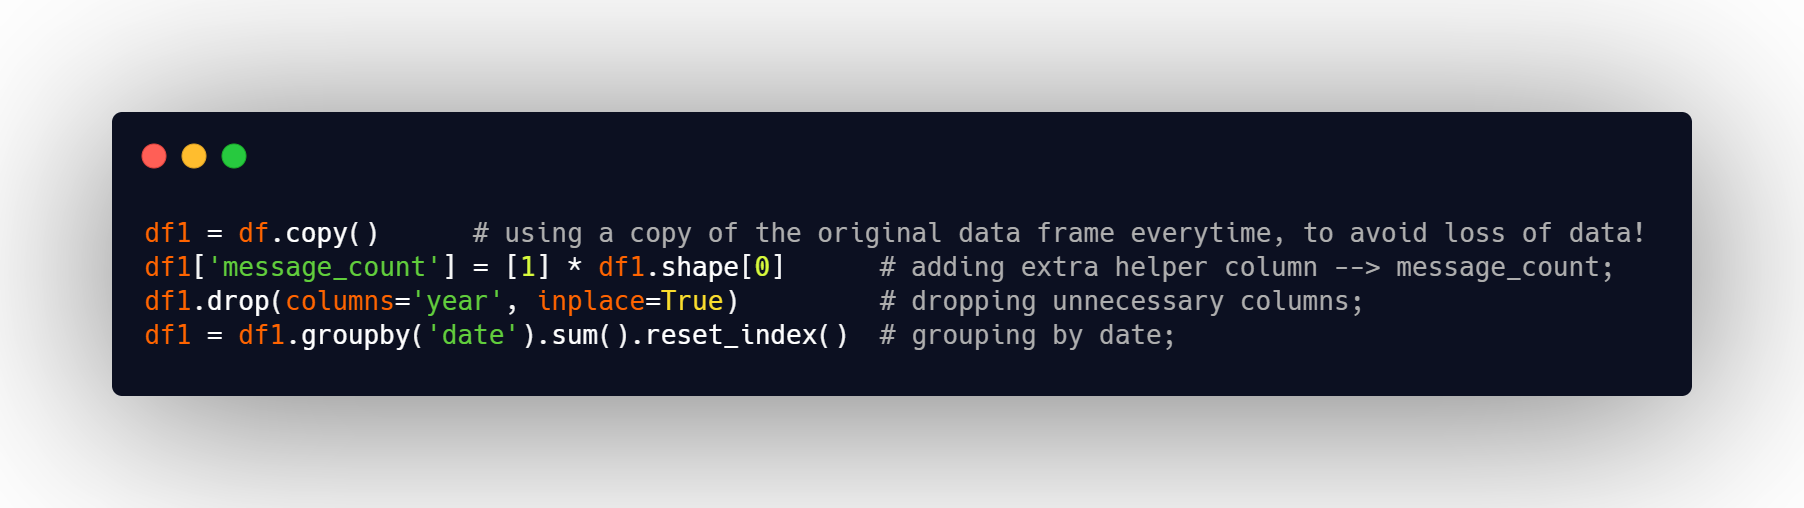 df1 = df.copy()      # using a copy of the original data frame everytime, to avoid loss of data!
df1['message_count'] = [1] * df1.shape[0]      # adding extra helper column --> message_count;
df1.drop(columns='year', inplace=True)         # dropping unnecessary columns;
df1 = df1.groupby('date').sum().reset_index()  # grouping by date;